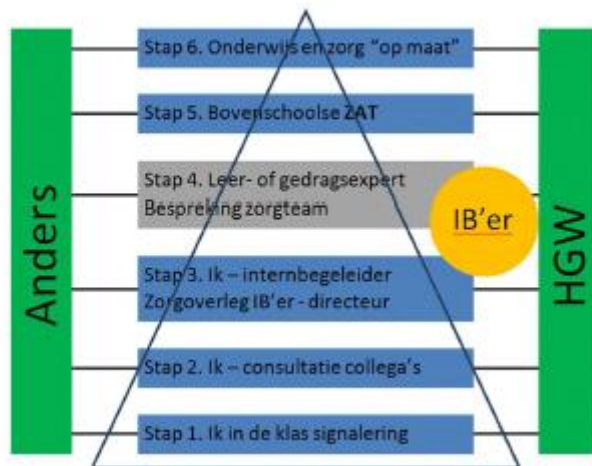 Anders
Stap 6. Onderwijs en zorg “op maat”
Stap 5. Bovenschoolse ZAT
Stap 4. Leer- of gedragsexpert
Bespreking zorgteam
IB’er
Stap 3. Ik – internbegeleider
Zorgoverleg IB’er - directeur
Stap 2. Ik – consultatie collega’s
Stap 1. Ik in de klas signalering
HGW